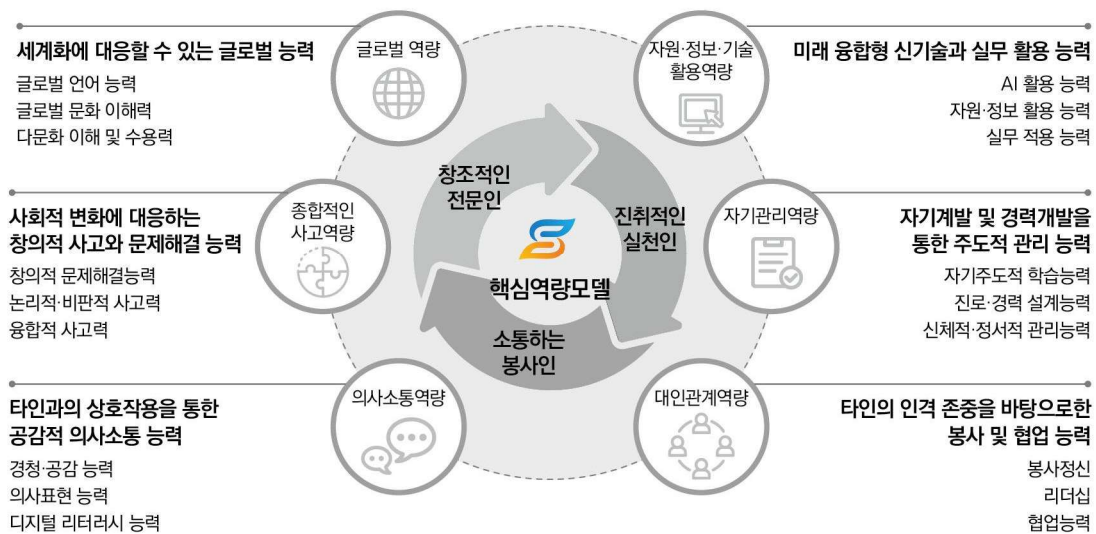 글로벌 역량
세계화에 대응할 수 있는 글로벌 능력
글로벌 언어 능력
글로벌 문화 이해력
다문화 이해 및 수용력
자원·정보·기술
활용역량
미래 융합형 신기술과 실무 활용 능력
AI 활용 능력
자원·정보 활용 능력
실무 적용 능력
창조적인
전문인
진취적인
실천인
소통하는
봉사인
핵심역량모델
종합적인
사고역량
사회적 변화에 대응하는
창의적 사고와 문제해결 능력
창의적 문제해결능력
논리적·비판적 사고력
융합적 사고력
자기관리역량
자기계발 및 경력개발을
통한 주도적 관리 능력
자기주도적 학습능력
진로·경력 설계능력
신체적·정서적 관리능력
의사소통역량
타인과의 상호작용을 통한
공감적 의사소통 능력
경청·공감 능력
의사표현 능력
디지털 리터러시 능력
대인관계역량
타인의 인격 존중을 바탕으로한
봉사 및 협업 능력
봉사정신
리더십
협업능력